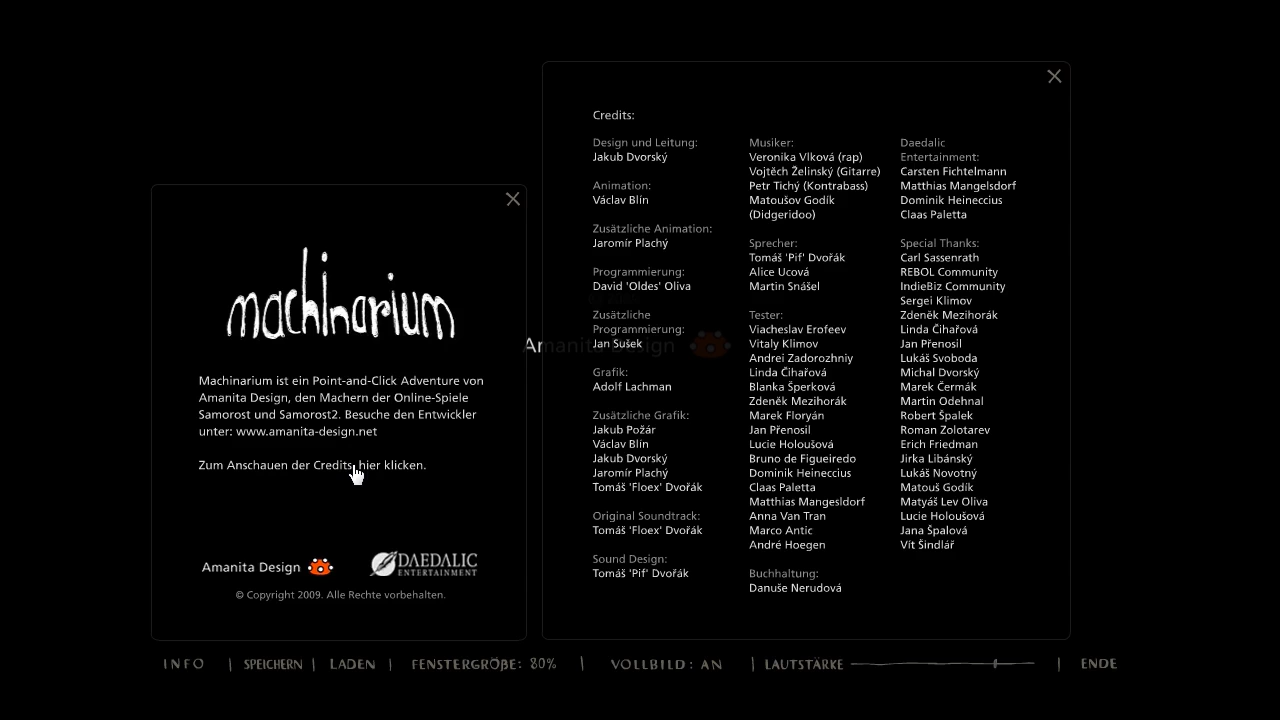 machinarium
Machinarium ist ein Point-and-Click Adventure von
Amanita Design, den Machern der Online-Spiele
Samorost und Samorost2. Besuche den Entwickler
unter: www.amanita-design.net
Zum Anschauen der Credits hier klicken.
Amanita Design
DAEDALIC
ENTERTAINMENT
© Copyright 2009. Alle Rechte vorbehalten.
Credits:
Design und Leitung:
Jakub Dvorský
Animation:
Václav Blín
Zusätzliche Animation:
Jaromír Plachý
Programmierung:
David 'Oldes' Oliva
Zusätzliche
Programmierung:
Jan Sušek
Amanita Design
Grafik:
Adolf Lachman
Zusätzliche Grafik:
Jakub Požár
Václav Blín
Jakub Dvorský
Jaromír Plachý
Tomáš 'Floex' Dvořák
Original Soundtrack:
Tomáš 'Floex' Dvořák
Sound Design:
Tomáš 'Pif' Dvořák
Musiker:
Veronika Vlková (rap)
Vojtěch Želinský (Gitarre)
Petr Tichý (Kontrabass)
Matoušov Godík
(Didgeridoo)
Sprecher:
Tomáš 'Pif' Dvořák
Alice Ucová
Martin Snášel
Tester:
Viacheslav Erofeev
Vitaly Klimov
Andrei Zadorozhniy
Linda Čihařová
Blanka Šperková
Zdeněk Mezihorák
Marek Floryán
Jan Přenosil
Lucie Holoušová
Bruno de Figueiredo
Dominik Heineccius
Claas Paletta
Matthias Mangesldorf
Anna Van Tran
Marco Antic
André Hoegen
Buchhaltung:
Danuše Nerudová
Daedalic
Entertainment:
Carsten Fichtelmann
Matthias Mangelsdorf
Dominik Heineccius
Claas Paletta
Special Thanks:
Carl Sassenrath
REBOL Community
IndieBiz Community
Sergei Klimov
Zdeněk Mezihorák
Linda Čihařová
Jan Přenosil
Lukáš Svoboda
Michal Dvorský
Marek Čermák
Martin Odehnal
Robert Špalek
Roman Zolotarev
Erich Friedman
Jirka Libánský
Lukáš Novotný
Matouš Godík
Matyáš Lev Oliva
Lucie Holoušová
Jana Špalová
Vít Šindlář
INFO | SPEICHERN | LADEN | FENSTERGRÖßE: 80% | VOLLBILD: AN | LAUTSTÄRKE | ENDE